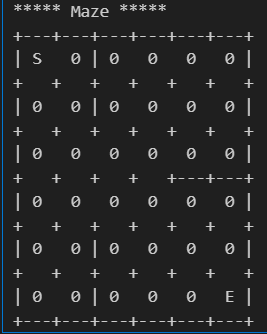 ***** Maze *****
+---+---+---+---+---+---+
| S   0 | 0   0   0   0 |
+   +   +   +   +   +   +
| 0   0 | 0   0   0   0 |
+   +   +   +   +   +   +
| 0   0   0   0   0   0 |
+   +   +   +   +---+---+
| 0   0   0   0   0   0 |
+   +   +   +   +   +   +
| 0   0 | 0   0   0   0 |
+   +   +   +   +   +   +
| 0   0 | 0   0   0   E |
+---+---+---+---+---+---+